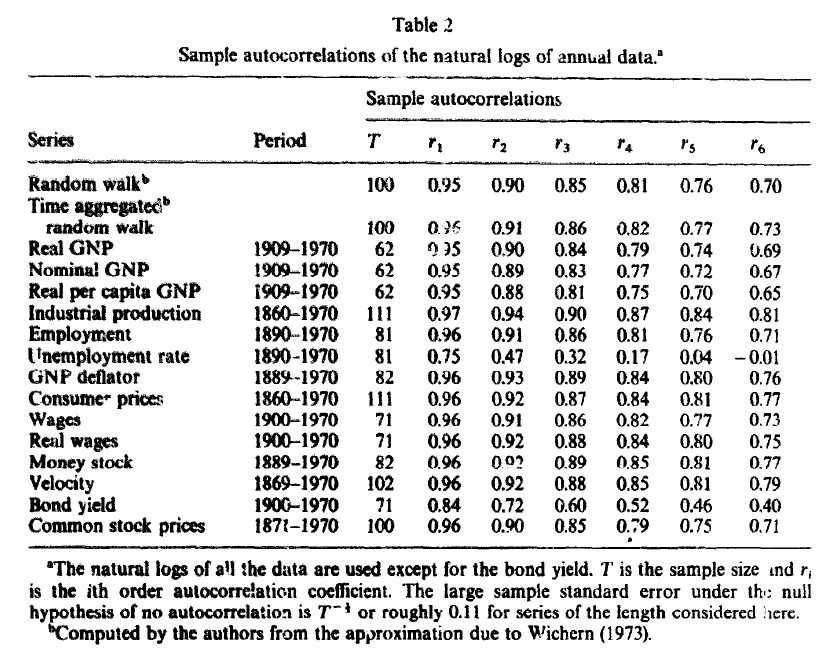 Table 2
Sample autocorrelations of the natural logs of annual data.ᵃ
Sample autocorrelations
Series Period T r₁ r₂ r₃ r₄ r₅ r₆
Random walkᵇ 100 0.95 0.90 0.85 0.81 0.76 0.70
Time aggregatedᵇ
random walk 100 0.96 0.91 0.86 0.82 0.77 0.73
Real GNP 1909–1970 62 0.95 0.90 0.84 0.79 0.74 0.69
Nominal GNP 1909–1970 62 0.95 0.89 0.83 0.77 0.72 0.67
Real per capita GNP 1909–1970 62 0.95 0.88 0.81 0.75 0.70 0.65
Industrial production 1860–1970 111 0.97 0.94 0.90 0.87 0.84 0.81
Employment 1890–1970 81 0.96 0.91 0.86 0.81 0.76 0.71
Unemployment rate 1890–1970 81 0.75 0.47 0.32 0.17 0.04 −0.01
GNP deflator 1889–1970 82 0.96 0.93 0.89 0.84 0.80 0.76
Consumer prices 1860–1970 111 0.96 0.92 0.87 0.84 0.81 0.77
Wages 1900–1970 71 0.96 0.91 0.86 0.82 0.77 0.73
Real wages 1900–1970 71 0.96 0.92 0.88 0.84 0.80 0.75
Money stock 1889–1970 82 0.96 0.92 0.89 0.85 0.81 0.77
Velocity 1869–1970 102 0.96 0.92 0.88 0.85 0.81 0.79
Bond yield 1900–1970 71 0.84 0.72 0.60 0.52 0.46 0.40
Common stock prices 1871–1970 100 0.96 0.90 0.85 0.79 0.75 0.71
ᵃThe natural logs of all the data are used except for the bond yield. T is the sample size and rᵢ
is the ith order autocorrelation coefficient. The large sample standard error under the null
hypothesis of no autocorrelation is T^−½ or roughly 0.11 for series of the length considered here.
ᵇComputed by the authors from the approximation due to Wichern (1973).